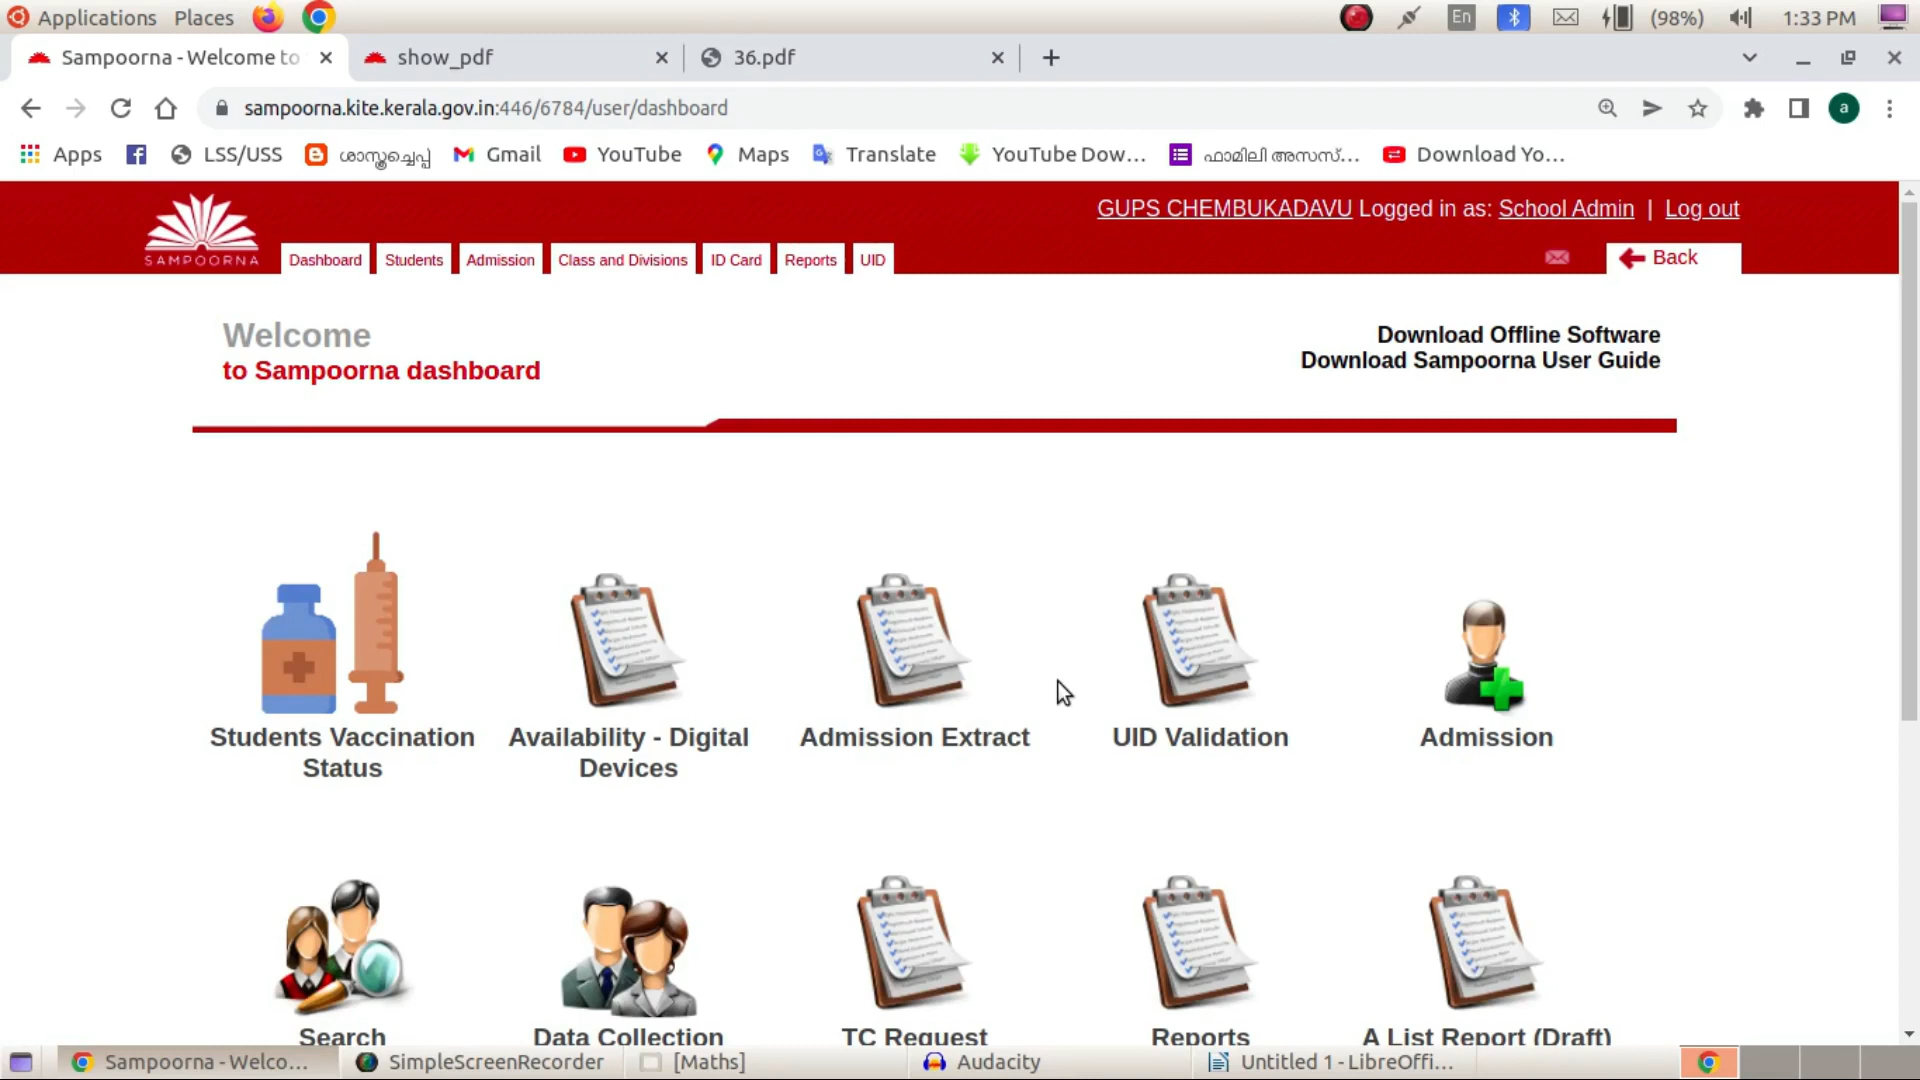 Applications Places En (98%) 1:33 PM
Sampoorna - Welcome to show_pdf 36.pdf
sampoorna.kite.kerala.gov.in:446/6784/user/dashboard a
Apps LSS/USS ശാസ്ത്രച്ചെപ്പ് Gmail YouTube Maps Translate YouTube Dow... ഫാമിലി അസസ്... Download Yo...
GUPS CHEMBUKADAVU Logged in as: School Admin | Log out
SAMPOORNA
Dashboard Students Admission Class and Divisions ID Card Reports UID Back
Welcome
to Sampoorna dashboard
Download Offline Software
Download Sampoorna User Guide
Students Vaccination Status
Availability - Digital Devices
Admission Extract
UID Validation
Admission
Search
Data Collection
TC Request
Reports
A List Report (Draft)
Sampoorna - Welco... SimpleScreenRecorder [Maths] Audacity Untitled 1 - LibreOffi...